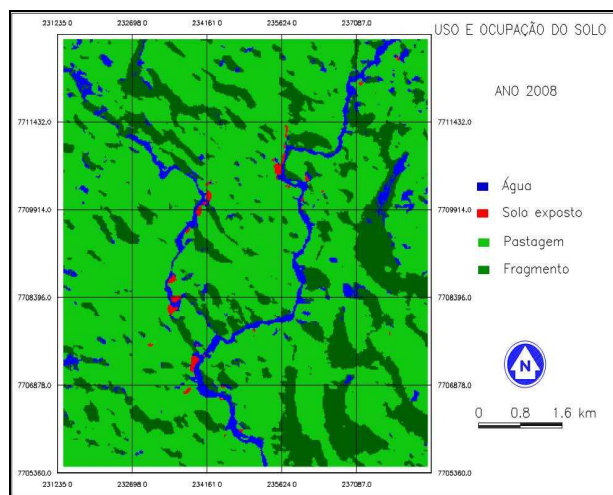 231235.0 232698.0 234161.0 235624.0 237087.0
USO E OCUPAÇÃO DO SOLO
ANO 2008
7711432.0 7711432.0
7709914.0 7709914.0
7708396.0 7708396.0
7706878.0 7706878.0
7705360.0 7705360.0
Água
Solo exposto
Pastagem
Fragmento
N
0 0.8 1.6 km
231235.0 232698.0 234161.0 235624.0 237087.0